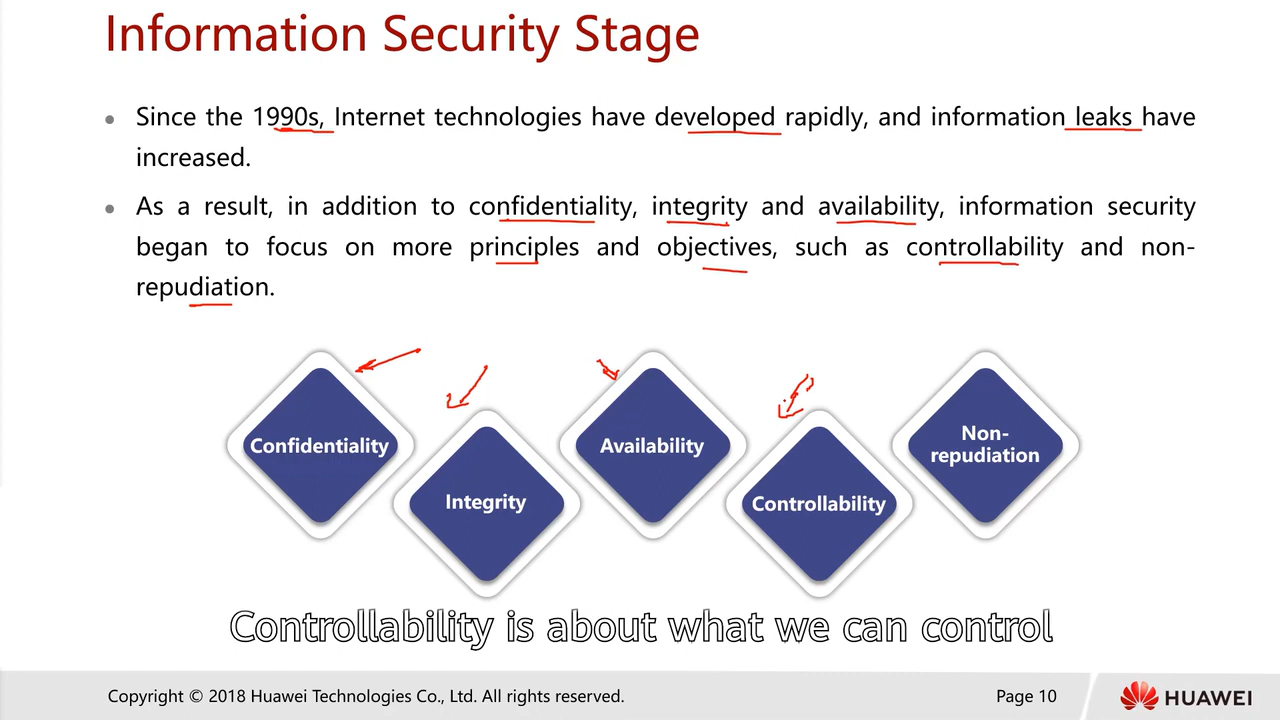 Information Security Stage
Since the 1990s, Internet technologies have developed rapidly, and information leaks have
increased.
As a result, in addition to confidentiality, integrity and availability, information security
began to focus on more principles and objectives, such as controllability and non-
repudiation.
Confidentiality
Integrity
Availability
Controllability
Non-
repudiation
Controllability is about what we can control
Copyright © 2018 Huawei Technologies Co., Ltd. All rights reserved.
Page 10
HUAWEI